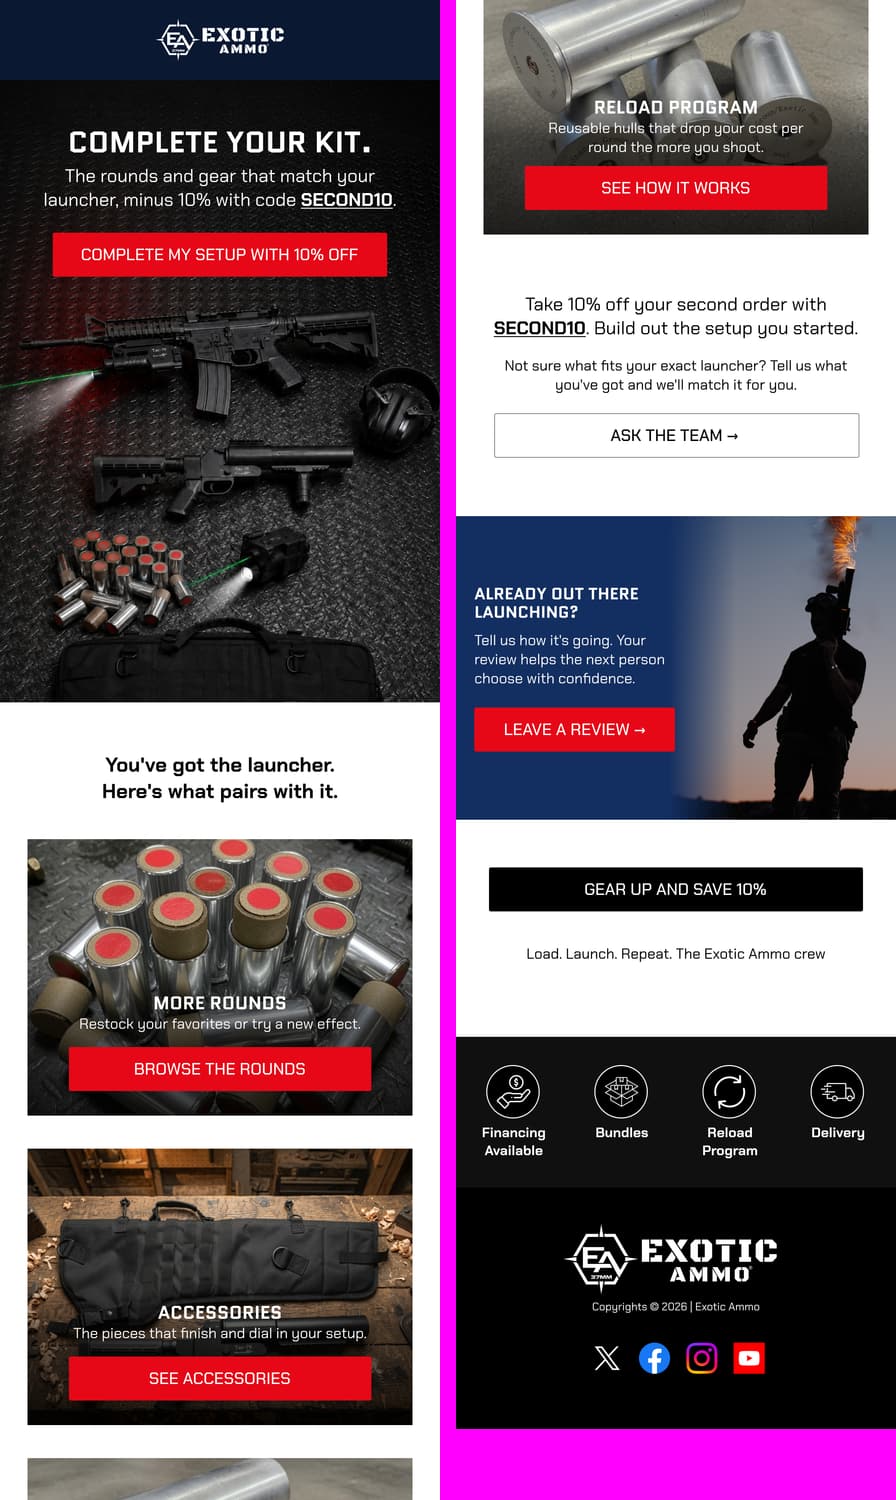 EA
37MM
EXOTIC
AMMO
COMPLETE YOUR KIT.
The rounds and gear that match your
launcher, minus 10% with code SECOND10.
COMPLETE MY SETUP WITH 10% OFF
You've got the launcher.
Here's what pairs with it.
MORE ROUNDS
Restock your favorites or try a new effect.
BROWSE THE ROUNDS
ACCESSORIES
The pieces that finish and dial in your setup.
SEE ACCESSORIES
RELOAD PROGRAM
Reusable hulls that drop your cost per
round the more you shoot.
SEE HOW IT WORKS
Take 10% off your second order with
SECOND10. Build out the setup you started.
Not sure what fits your exact launcher? Tell us what
you've got and we'll match it for you.
ASK THE TEAM →
ALREADY OUT THERE
LAUNCHING?
Tell us how it's going. Your
review helps the next person
choose with confidence.
LEAVE A REVIEW →
GEAR UP AND SAVE 10%
Load. Launch. Repeat. The Exotic Ammo crew
Financing
Available
Bundles
Reload
Program
Delivery
EA
37MM
EXOTIC
AMMO
Copyrights © 2026 | Exotic Ammo